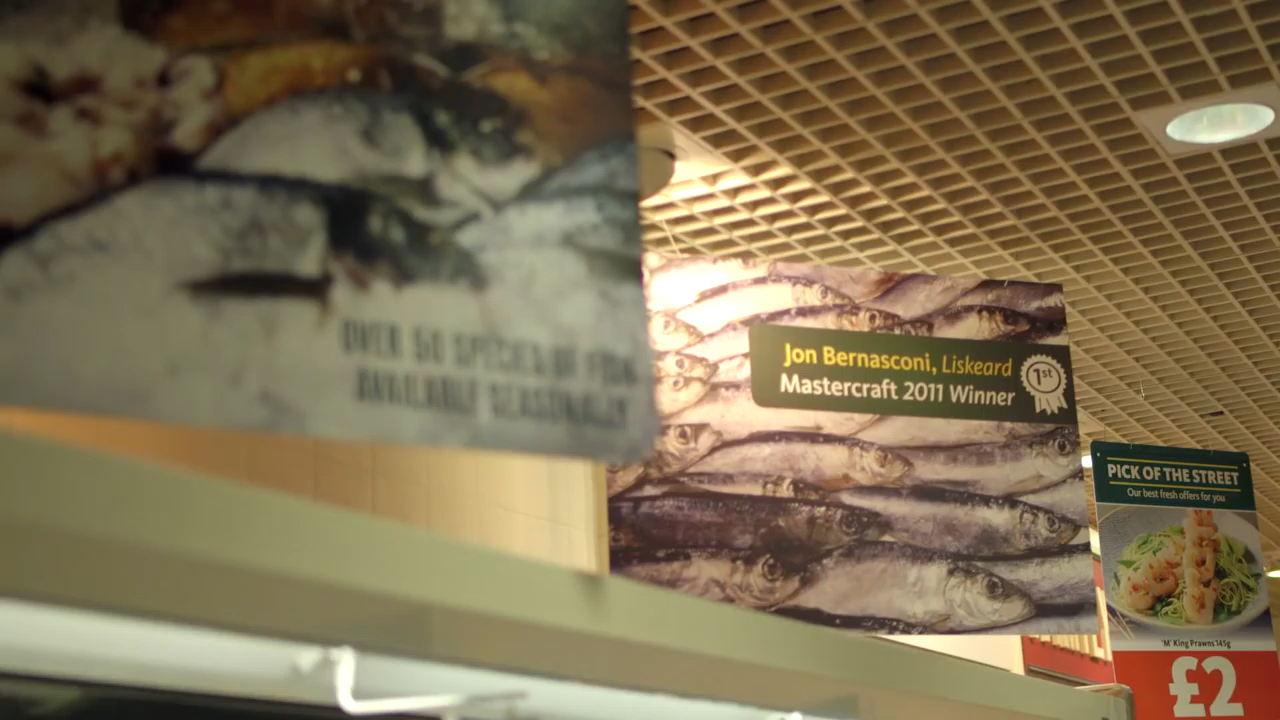 OVER 50 SPECIES OF FISH
AVAILABLE SEASONALLY
Jon Bernasconi, Liskeard
Mastercraft 2011 Winner
1st
PICK OF THE STREET
Our best fresh offers for you
'M' King Prawns 145g
£2